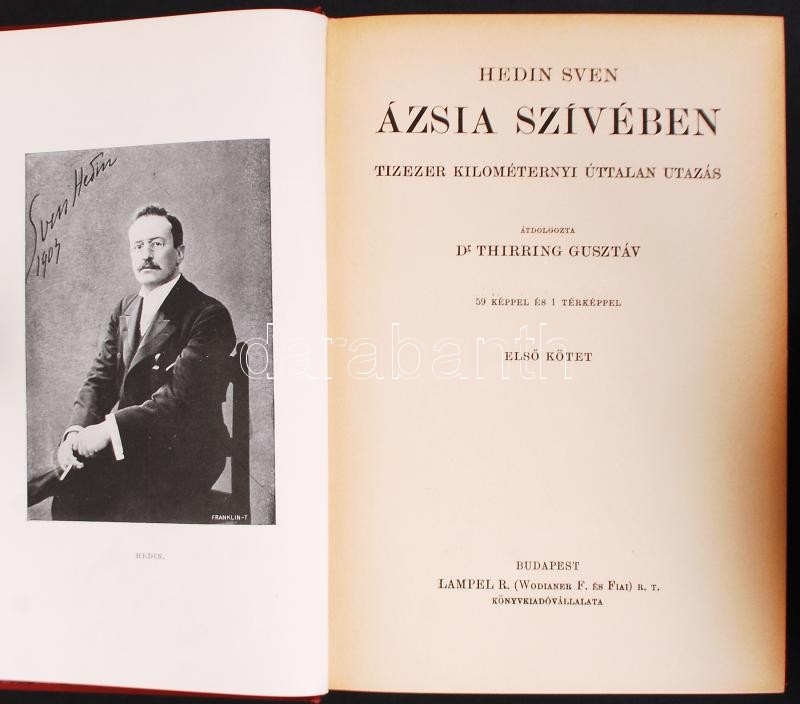 Sven Hedin
1907
FRANKLIN-T
HEDIN.
HEDIN SVEN
ÁZSIA SZÍVÉBEN
TIZEZER KILOMÉTERNYI ÚTTALAN UTAZÁS
ÁTDOLGOZTA
Dr THIRRING GUSZTÁV
59 KÉPPEL ÉS 1 TÉRKÉPPEL
ELSŐ KÖTET
BUDAPEST
LAMPEL R. (WODIANER F. ÉS FIAI) R. T.
KÖNYVKIADÓVÁLLALATA
darabanth